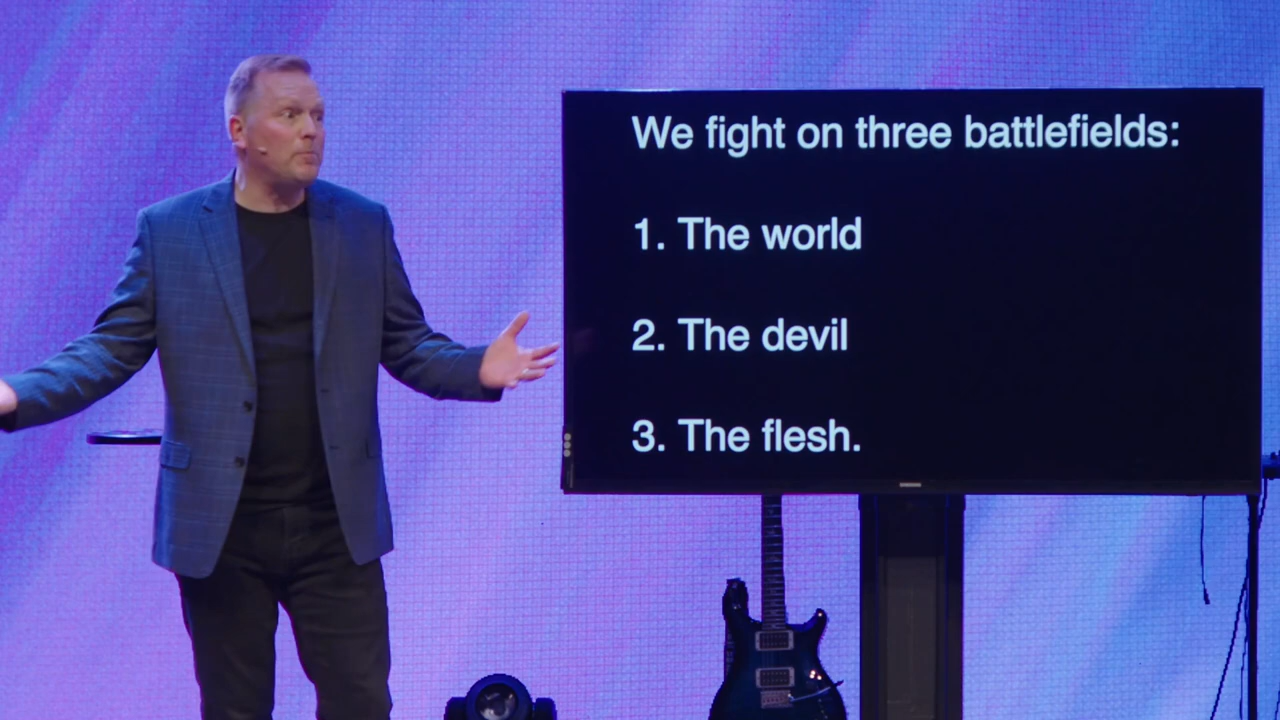 We fight on three battlefields:
1. The world
2. The devil
3. The flesh.